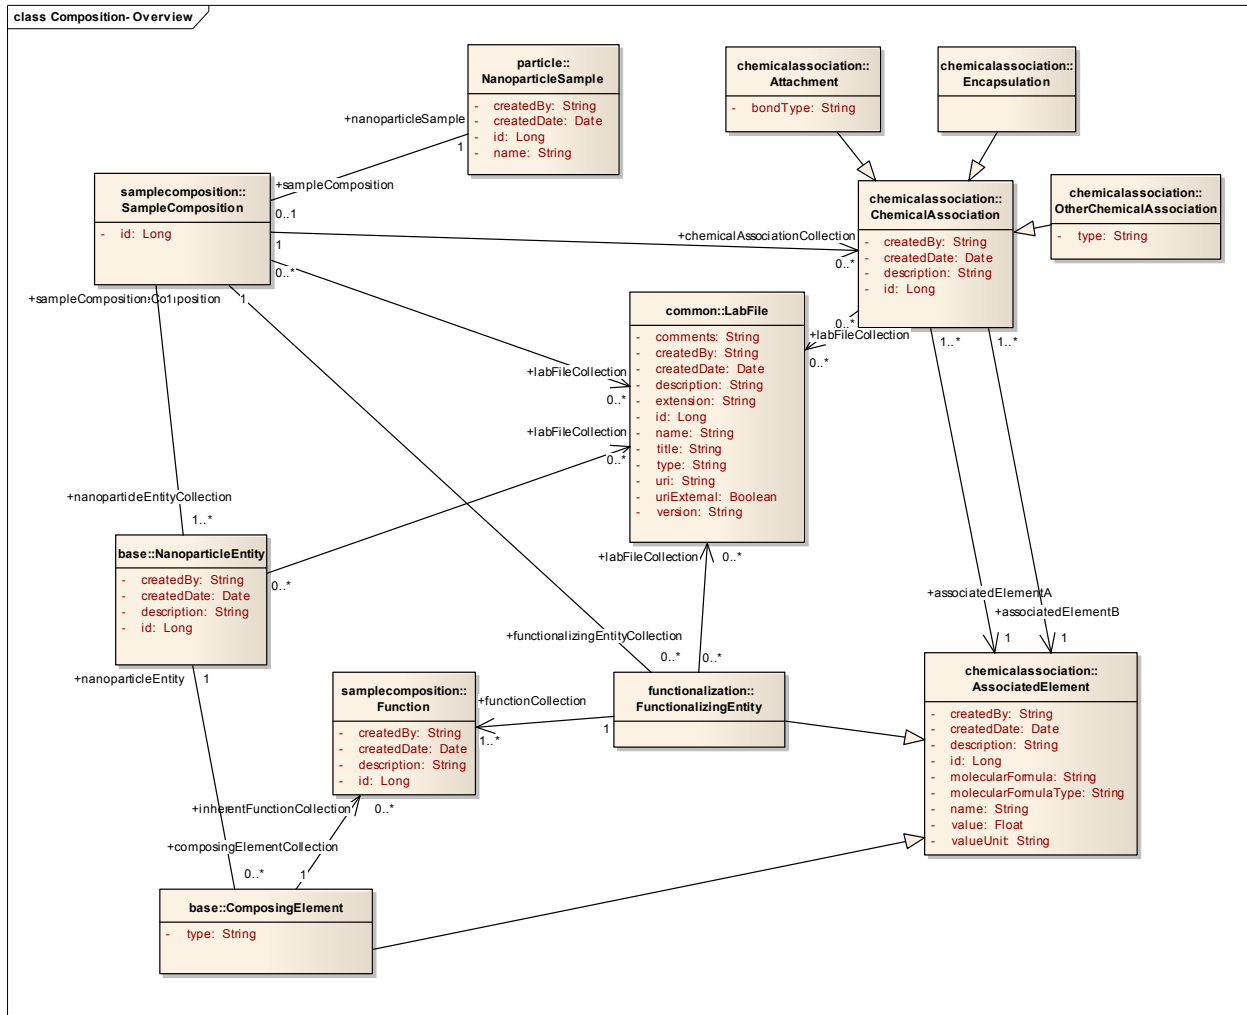 class Composition- Overview
particle::
NanoparticleSample
- createdBy: String
- createdDate: Date
- id: Long
- name: String
chemicalassociation::
Attachment
- bondType: String
chemicalassociation::
Encapsulation
+nanoparticleSample
1
+sampleComposition
0..1
samplecomposition::
SampleComposition
- id: Long
chemicalassociation::
ChemicalAssociation
- createdBy: String
- createdDate: Date
- description: String
- id: Long
chemicalassociation::
OtherChemicalAssociation
- type: String
1
+chemicalAssociationCollection
0..*
0..*
1
common::LabFile
- comments: String
- createdBy: String
- createdDate: Date
- description: String
- extension: String
- id: Long
- name: String
- title: String
- type: String
- uri: String
- uriExternal: Boolean
- version: String
0..*
+labFileCollection
0..*
1..*
1..*
+labFileCollection
0..*
+labFileCollection
0..*
+nanoparticleEntityCollection
1..*
base::NanoparticleEntity
- createdBy: String
- createdDate: Date
- description: String
- id: Long
0..*
+labFileCollection
0..*
+associatedElementA
1
+associatedElementB
1
+nanoparticleEntity
1
+functionalizingEntityCollection
0..*
0..*
samplecomposition::
Function
- createdBy: String
- createdDate: Date
- description: String
- id: Long
+functionCollection
1..*
1
functionalization::
FunctionalizingEntity
chemicalassociation::
AssociatedElement
- createdBy: String
- createdDate: Date
- description: String
- id: Long
- molecularFormula: String
- molecularFormulaType: String
- name: String
- value: Float
- valueUnit: String
+inherentFunctionCollection
0..*
+composingElementCollection
0..*
1
base::ComposingElement
- type: String